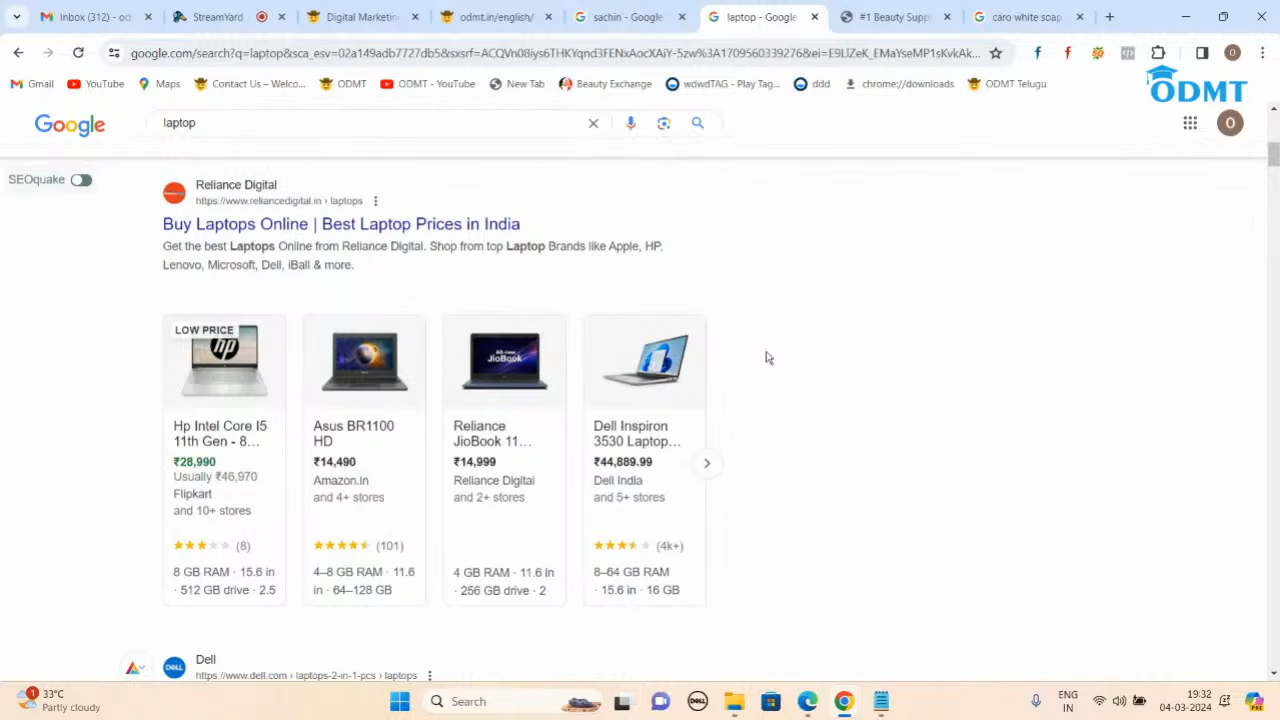 Inbox (312) - od
StreamYard
Digital Marketin
odmt.in/english/
sachin - Google
laptop - Google
#1 Beauty Suppl
caro white soap
google.com/search?q=laptop&sca_esv=02a149adb7727db5&sxsrf=ACQVn08iys6THKYqnd3FENxAocXAiY-5zw%3A1709560339276&ei=E9LlZeK_EMaYseMP1sKvkAk...
Gmail
YouTube
Maps
Contact Us – Welco...
ODMT
ODMT - YouTube
New Tab
Beauty Exchange
wdwdTAG - Play Tag...
ddd
chrome://downloads
ODMT Telugu
ODMT
Google
laptop
O
SEOquake
Reliance Digital
https://www.reliancedigital.in › laptops
Buy Laptops Online | Best Laptop Prices in India
Get the best Laptops Online from Reliance Digital. Shop from top Laptop Brands like Apple, HP,
Lenovo, Microsoft, Dell, iBall & more.
LOW PRICE
hp
JioBook
Hp Intel Core I5
11th Gen - 8...
₹28,990
Usually ₹46,970
Flipkart
and 10+ stores
(8)
8 GB RAM · 15.6 in
· 512 GB drive · 2.5
Asus BR1100
HD
₹14,490
Amazon.in
and 4+ stores
(101)
4–8 GB RAM · 11.6
in · 64–128 GB
Reliance
JioBook 11...
₹14,999
Reliance Digital
and 2+ stores
4 GB RAM · 11.6 in
· 256 GB drive · 2
Dell Inspiron
3530 Laptop...
₹44,889.99
Dell India
and 5+ stores
(4k+)
8–64 GB RAM
· 15.6 in · 16 GB
DELL
Dell
https://www.dell.com › laptops-2-in-1-pcs › laptops
1
33°C
Partly cloudy
Search
DELL
ENG
IN
19:32
04-03-2024